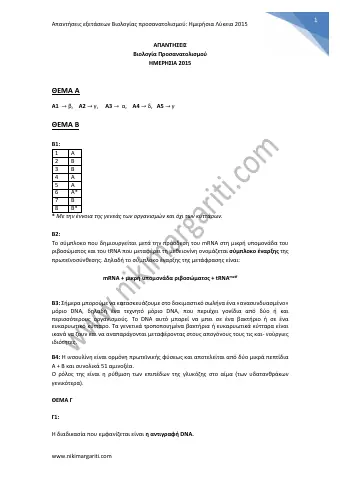 Απαντήσεις εξετάσεων Βιολογίας προσανατολισμού: Ημερήσια Λύκεια 2015
1
ΑΠΑΝΤΗΣΕΙΣ
Βιολογία Προσανατολισμού
ΗΜΕΡΗΣΙΑ 2015
ΘΕΜΑ Α
Α1 → β, Α2 → γ, Α3 → α, Α4 → δ, Α5 → γ
ΘΕΜΑ Β
Β1:
1 Α
2 Β
3 Β
4 Α
5 Α
6 Α*
7 Β
8 Β*
* Με την έννοια της γενεάς των οργανισμών και όχι των κυττάρων.
Β2:
Το σύμπλοκο που δημιουργείται μετά την πρόσδεση του mRNA στη μικρή υπομονάδα του
ριβοσώματος και του tRNA που μεταφέρει τη μεθειονίνη ονομάζεται σύμπλοκο έναρξης της
πρωτεϊνοσύνθεσης. Δηλαδή το σύμπλοκο έναρξης της μετάφρασης είναι:
mRNA + μικρή υπομονάδα ριβοσώματος + tRNAmet
Β3: Σήμερα μπορούμε να κατασκευάζουμε στο δοκιμαστικό σωλήνα ένα «ανασυνδυασμένο»
μόριο DNA, δηλαδή ένα τεχνητό μόριο DNA, που περιέχει γονίδια από δύο ή και
περισσότερους οργανισμούς. Το DNA αυτό μπορεί να μπει σε ένα βακτήριο ή σε ένα
ευκαρυωτικό κύτταρο. Τα γενετικά τροποποιημένα βακτήρια ή ευκαρυωτικά κύτταρα είναι
ικανά να ζουν και να αναπαράγονται μεταφέροντας στους απογόνους τους τις και- νούργιες
ιδιότητες.
Β4: Η ινσουλίνη είναι ορμόνη πρωτεϊνικής φύσεως και αποτελείται από δύο μικρά πεπτίδια
Α + Β και συνολικά 51 αμινοξέα.
Ο ρόλος της είναι η ρύθμιση των επιπέδων της γλυκόζης στο αίμα (των υδατανθράκων
γενικότερα).
ΘΕΜΑ Γ
Γ1:
Η διαδικασία που εμφανίζεται είναι η αντιγραφή DNA.
www.nikimargariti.com
www.nikimargariti.com